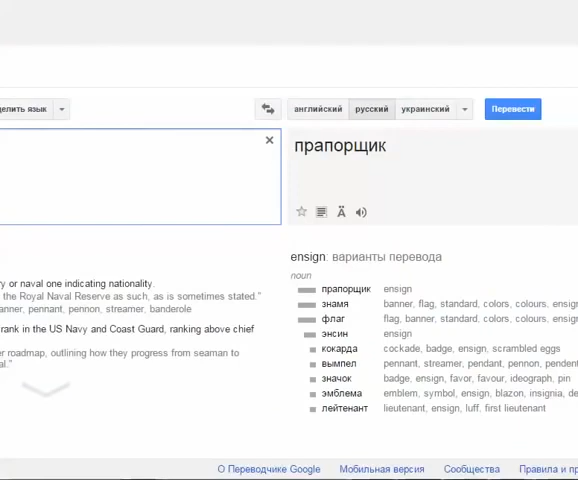 делить язык английский русский украинский Перевести
прапорщик
Ä
ensign: варианты перевода
noun
y or naval one indicating nationality.
the Royal Naval Reserve as such, as is sometimes stated."
anner, pennant, pennon, streamer, banderole
rank in the US Navy and Coast Guard, ranking above chief
er roadmap, outlining how they progress from seaman to
al."
прапорщик ensign
знамя banner, flag, standard, colors, colours, ensign
флаг flag, banner, standard, colors, colours, ensign
энсин ensign
кокарда cockade, badge, ensign, scrambled eggs
вымпел pennant, streamer, pendant, pennon, pendent
значок badge, ensign, favor, favour, ideograph, pin
эмблема emblem, symbol, ensign, blazon, insignia, de
лейтенант lieutenant, ensign, luff, first lieutenant
О Переводчике Google Мобильная версия Сообщества Правила и пр